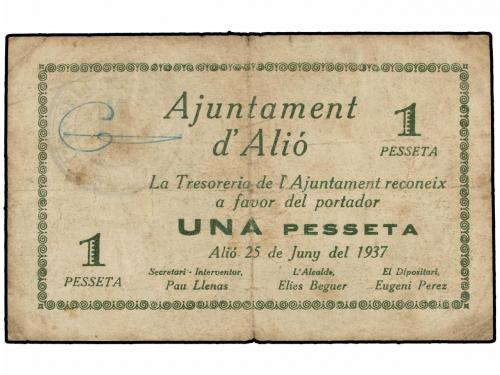 Ajuntament
d'Alió
1
PESSETA
La Tresoreria de l'Ajuntament reconeix
a favor del portador
UNA PESSETA
Alió 25 de Juny del 1937
1
PESSETA
Secretari - Interventor,
Pau Llenas
L'Alcalde,
Elies Beguer
El Dipositari,
Eugeni Perez